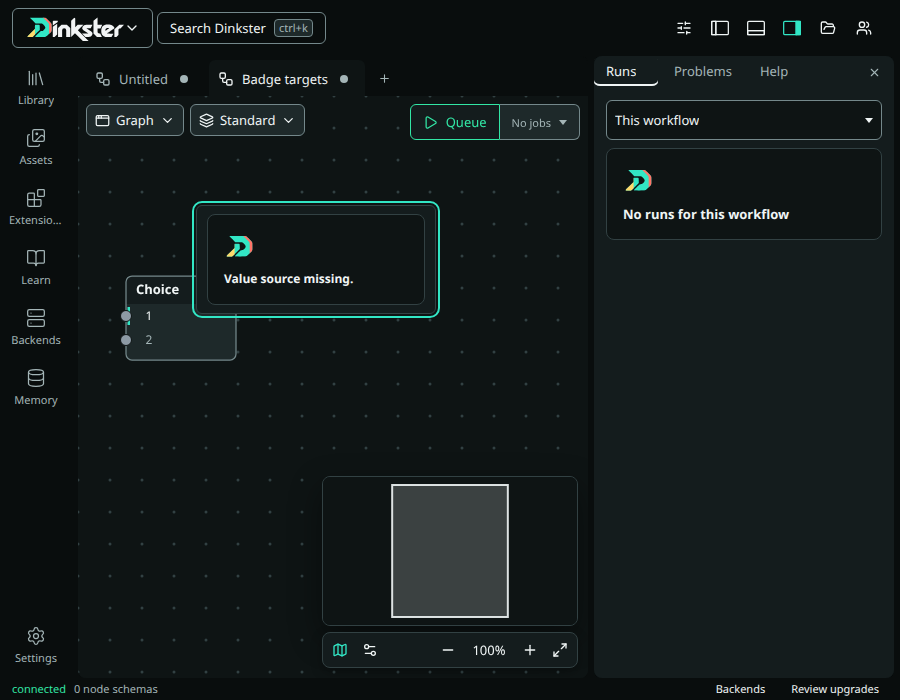 Dinkster
Search Dinkster ctrl+k
Library
Assets
Extensio...
Learn
Backends
Memory
Settings
Untitled
Badge targets
Graph
Standard
Queue
No jobs
Value source missing.
Choice
1
2
100%
Runs
Problems
Help
This workflow
No runs for this workflow
connected
0 node schemas
Backends
Review upgrades